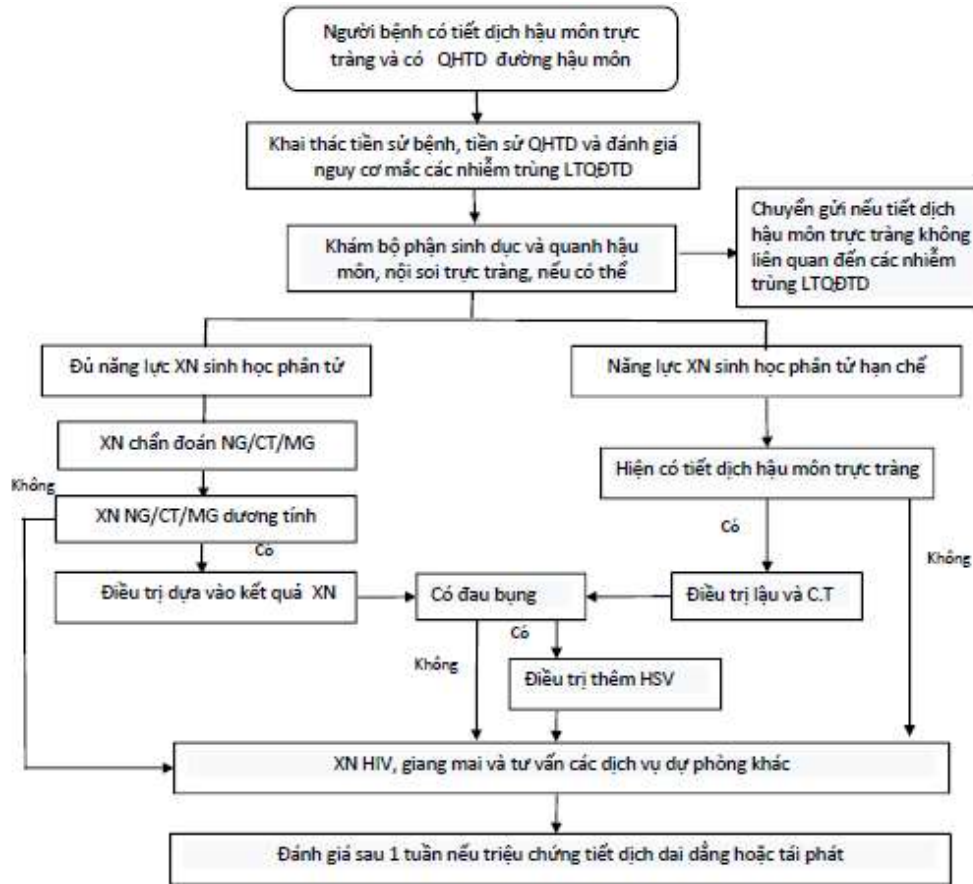 Người bệnh có tiết dịch hậu môn trực
tràng và có QHTD đường hậu môn
Khai thác tiền sử bệnh, tiền sử QHTD và đánh giá
nguy cơ mắc các nhiễm trùng LTQĐTD
Khám bộ phận sinh dục và quanh hậu
môn, nội soi trực tràng, nếu có thể
Chuyển gửi nếu tiết dịch
hậu môn trực tràng không
liên quan đến các nhiễm
trùng LTQĐTD
Đủ năng lực XN sinh học phân tử
Năng lực XN sinh học phân tử hạn chế
XN chẩn đoán NG/CT/MG
Hiện có tiết dịch hậu môn trực tràng
Không
XN NG/CT/MG dương tính
Có
Có
Không
Điều trị dựa vào kết quả XN
Có đau bụng
Điều trị lậu và C.T
Không
Có
Điều trị thêm HSV
XN HIV, giang mai và tư vấn các dịch vụ dự phòng khác
Đánh giá sau 1 tuần nếu triệu chứng tiết dịch dai dẳng hoặc tái phát